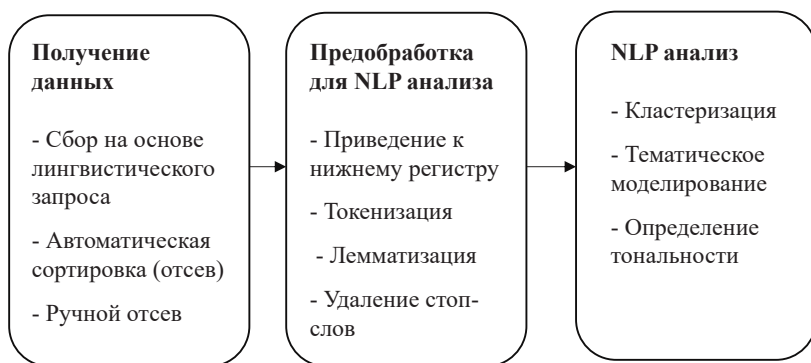 Получение
данных
- Сбор на основе
лингвистического
запроса
- Автоматическая
сортировка (отсев)
- Ручной отсев
Предобработка
для NLP анализа
- Приведение к
нижнему регистру
- Токенизация
- Лемматизация
- Удаление стоп-
слов
NLP анализ
- Кластеризация
- Тематическое
моделирование
- Определение
тональности